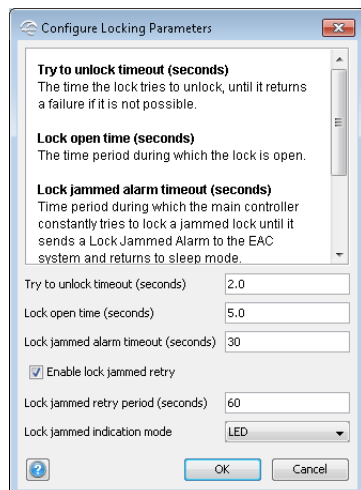 Configure Locking Parameters
Try to unlock timeout (seconds)
The time the lock tries to unlock, until it returns
a failure if it is not possible.
Lock open time (seconds)
The time period during which the lock is open.
Lock jammed alarm timeout (seconds)
Time period during which the main controller
constantly tries to lock a jammed lock until it
sends a Lock Jammed Alarm to the EAC
system and returns to sleep mode.
Try to unlock timeout (seconds) 2.0
Lock open time (seconds) 5.0
Lock jammed alarm timeout (seconds) 30
Enable lock jammed retry
Lock jammed retry period (seconds) 60
Lock jammed indication mode LED
? OK Cancel